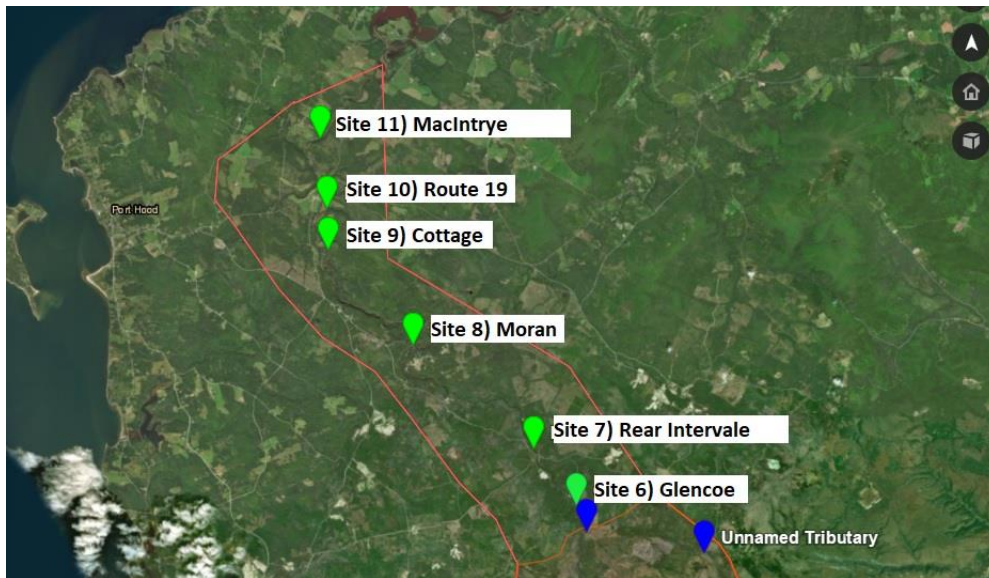 Site 11) MacIntrye
Site 10) Route 19
Port Hood
Site 9) Cottage
Site 8) Moran
Site 7) Rear Intervale
Site 6) Glencoe
Unnamed Tributary